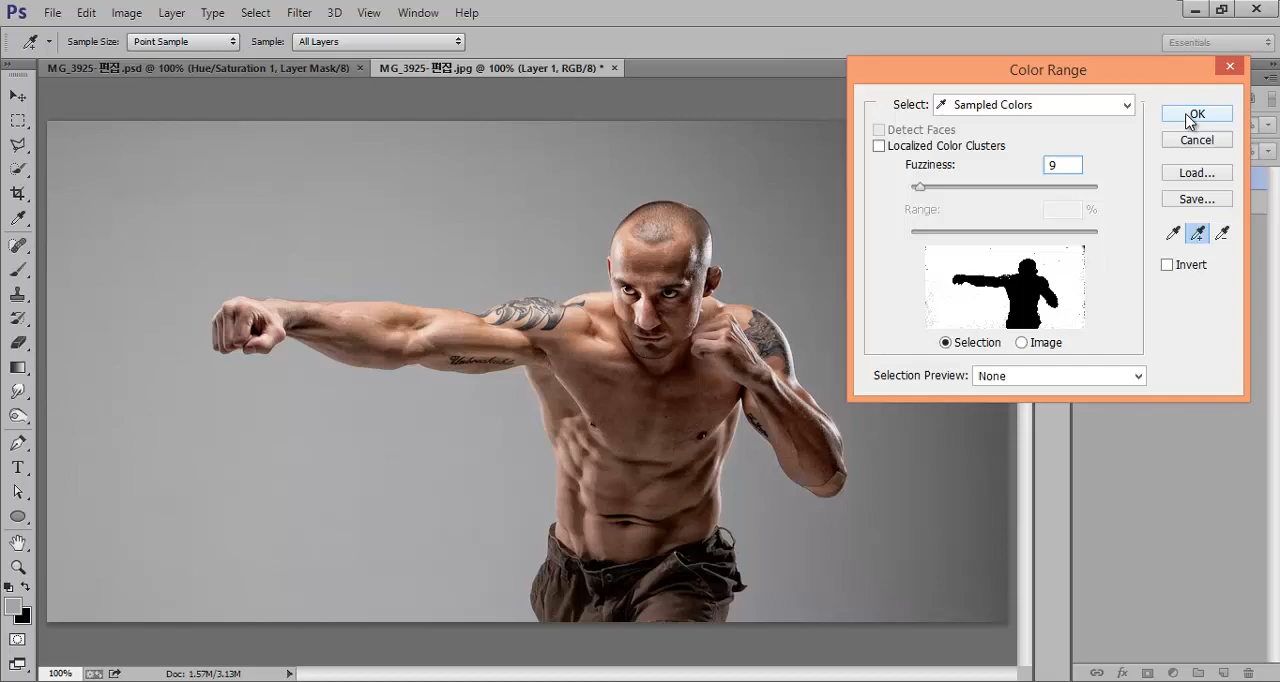 Ps File Edit Image Layer Type Select Filter 3D View Window Help
Sample Size: Point Sample Sample: All Layers Essentials
MG_3925-편집.psd @ 100% (Hue/Saturation 1, Layer Mask/8) × MG_3925-편집.jpg @ 100% (Layer 1, RGB/8) * ×
Color Range
Select: Sampled Colors
OK
Detect Faces
Cancel
Localized Color Clusters
Fuzziness: 9
Load...
Range: %
Save...
Invert
Selection Image
Selection Preview: None
100% Doc: 1.57M/3.13M